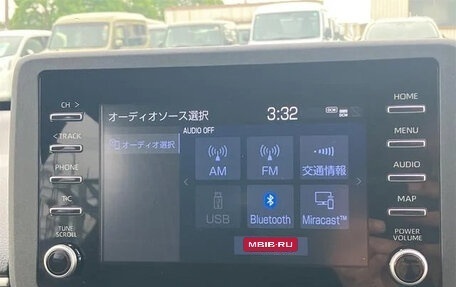 CH >
< TRACK
PHONE
T/C
TUNE
SCROLL
オーディオソース選択
3:32
DCM
AUDIO OFF
オーディオ選択
AM
FM
交通情報
USB
Bluetooth
Miracast™
MBIB-RU
HOME
MENU
AUDIO
MAP
POWER
VOLUME